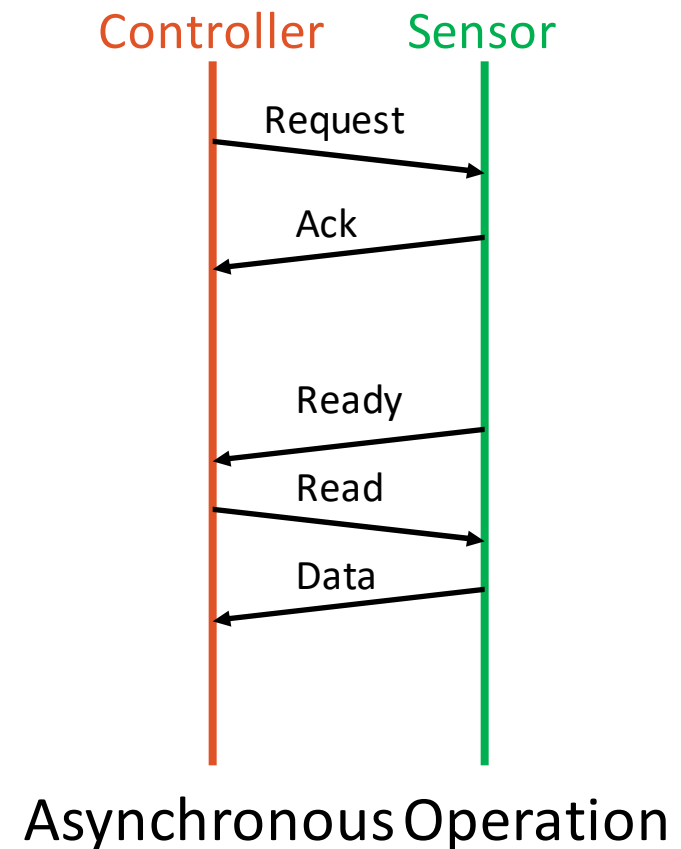 Controller Sensor
Request
Ack
Ready
Read
Data
Asynchronous Operation